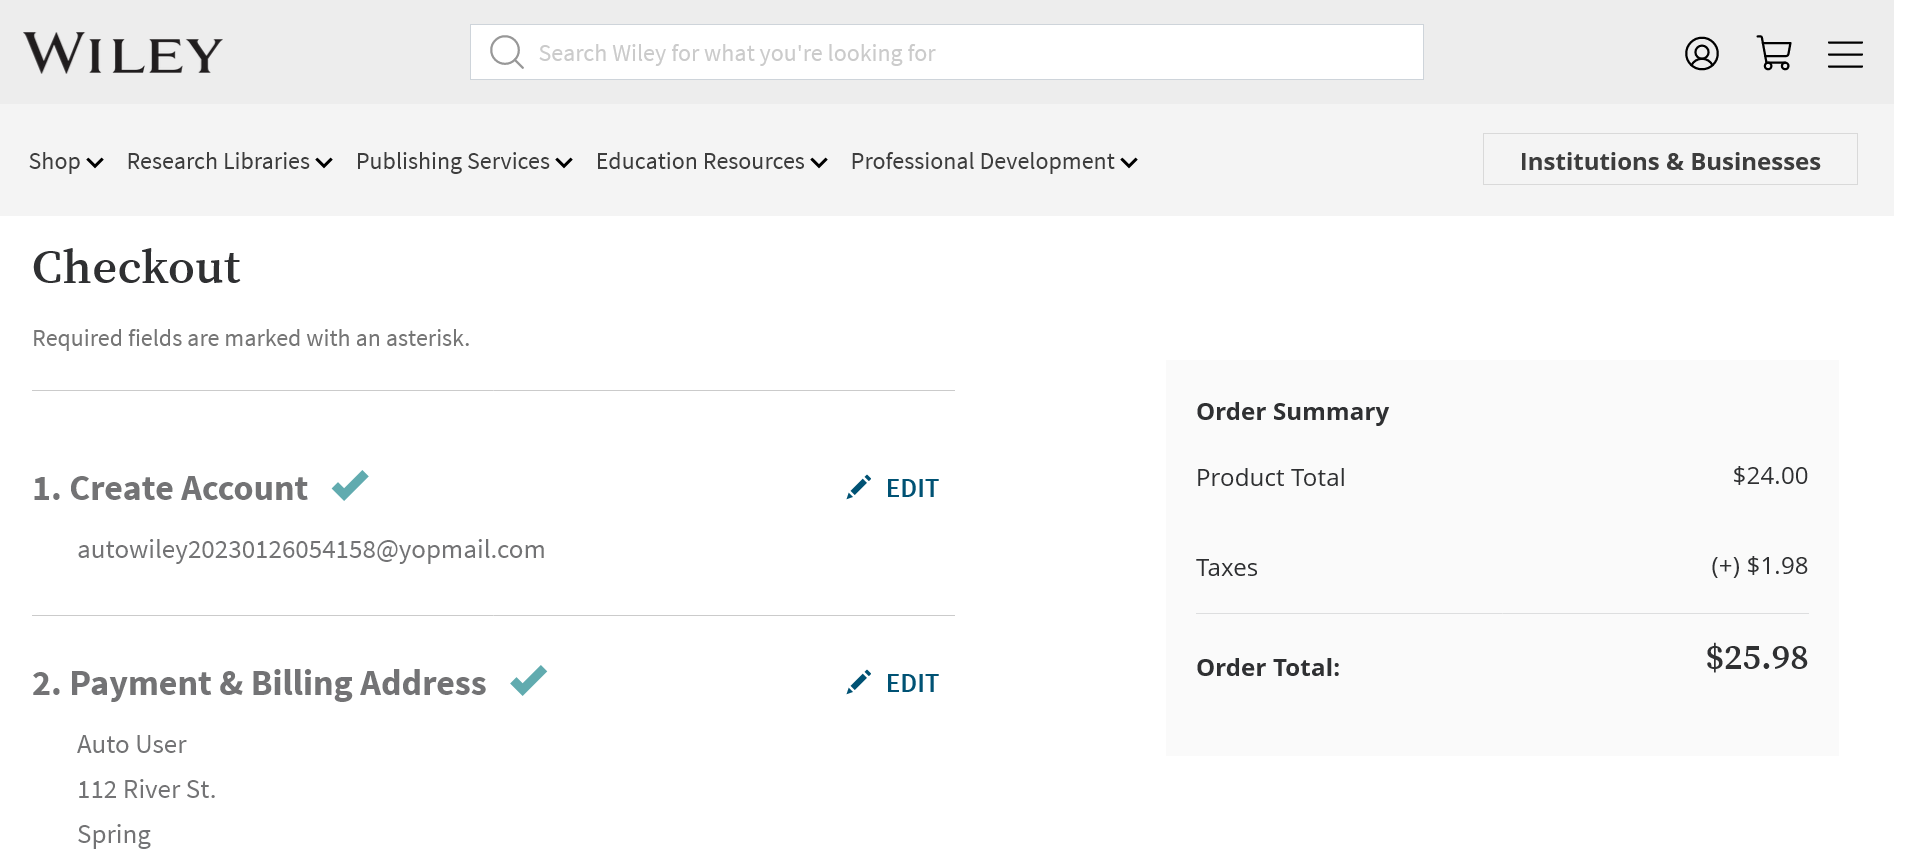 WILEY
Search Wiley for what you're looking for
Shop Research Libraries Publishing Services Education Resources Professional Development
Institutions & Businesses
Checkout
Required fields are marked with an asterisk.
1. Create Account
EDIT
autowiley20230126054158@yopmail.com
2. Payment & Billing Address
EDIT
Auto User
112 River St.
Spring
Order Summary
Product Total $24.00
Taxes (+) $1.98
Order Total: $25.98